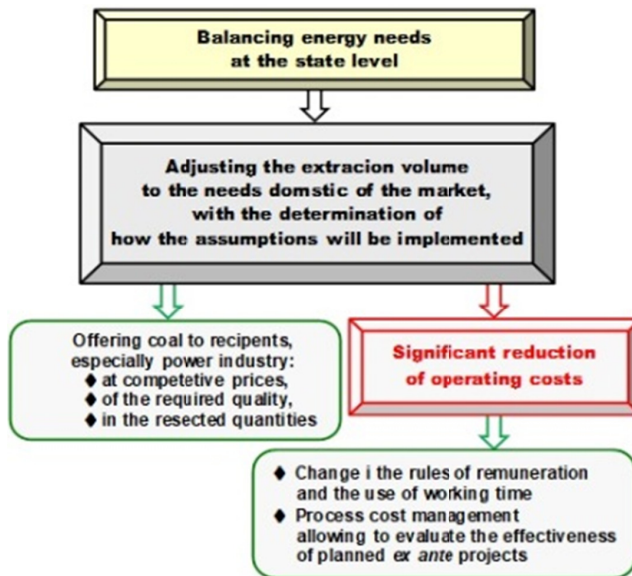 Balancing energy needs
at the state level
Adjusting the extracion volume
to the needs domstic of the market,
with the determination of
how the assumptions will be implemented
Offering coal to recipents,
especially power industry:
♦ at competetive prices,
♦ of the required quality,
♦ in the resected quantities
Significant reduction
of operating costs
♦ Change i the rules of remuneration
and the use of working time
♦ Process cost management
allowing to evaluate the effectiveness
of planned ex ante projects